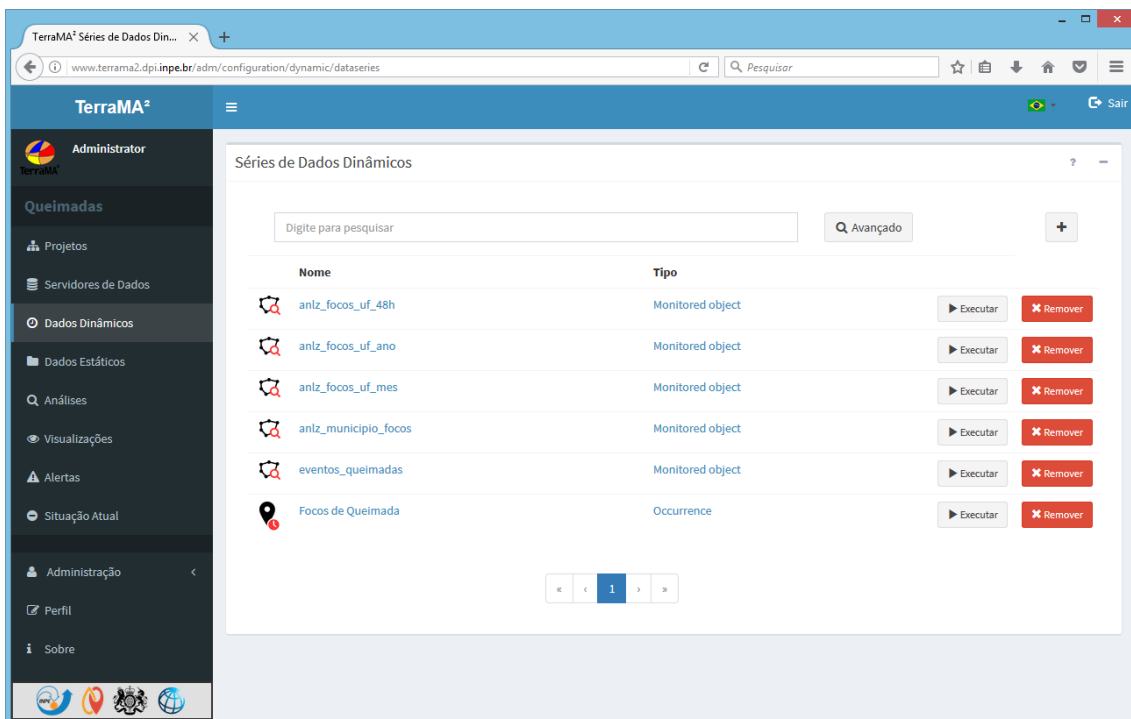 TerraMA² Séries de Dados Din...
www.terrama2.dpi.inpe.br/adm/configuration/dynamic/dataseries
Pesquisar
TerraMA²
Sair
Administrator
TerraMA²
Queimadas
Projetos
Servidores de Dados
Dados Dinâmicos
Dados Estáticos
Análises
Visualizações
Alertas
Situação Atual
Administração
Perfil
Sobre
Séries de Dados Dinâmicos
?
Digite para pesquisar
Avançado
Nome Tipo
anlz_focos_uf_48h Monitored object Executar Remover
anlz_focos_uf_ano Monitored object Executar Remover
anlz_focos_uf_mes Monitored object Executar Remover
anlz_municipio_focos Monitored object Executar Remover
eventos_queimadas Monitored object Executar Remover
Focos de Queimada Occurrence Executar Remover
« ‹ 1 › »